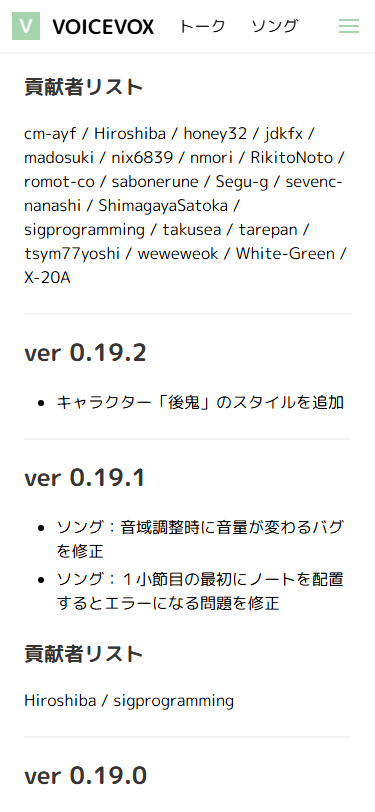 V VOICEVOX トーク ソング
貢献者リスト
cm-ayf / Hiroshiba / honey32 / jdkfx /
madosuki / nix6839 / nmori / RikitoNoto /
romot-co / sabonerune / Segu-g / sevenc-
nanashi / ShimagayaSatoka /
sigprogramming / takusea / tarepan /
tsym77yoshi / weweweok / White-Green /
X-20A
ver 0.19.2
• キャラクター「後鬼」のスタイルを追加
ver 0.19.1
• ソング：音域調整時に音量が変わるバグ
を修正
• ソング：１小節目の最初にノートを配置
するとエラーになる問題を修正
貢献者リスト
Hiroshiba / sigprogramming
ver 0.19.0